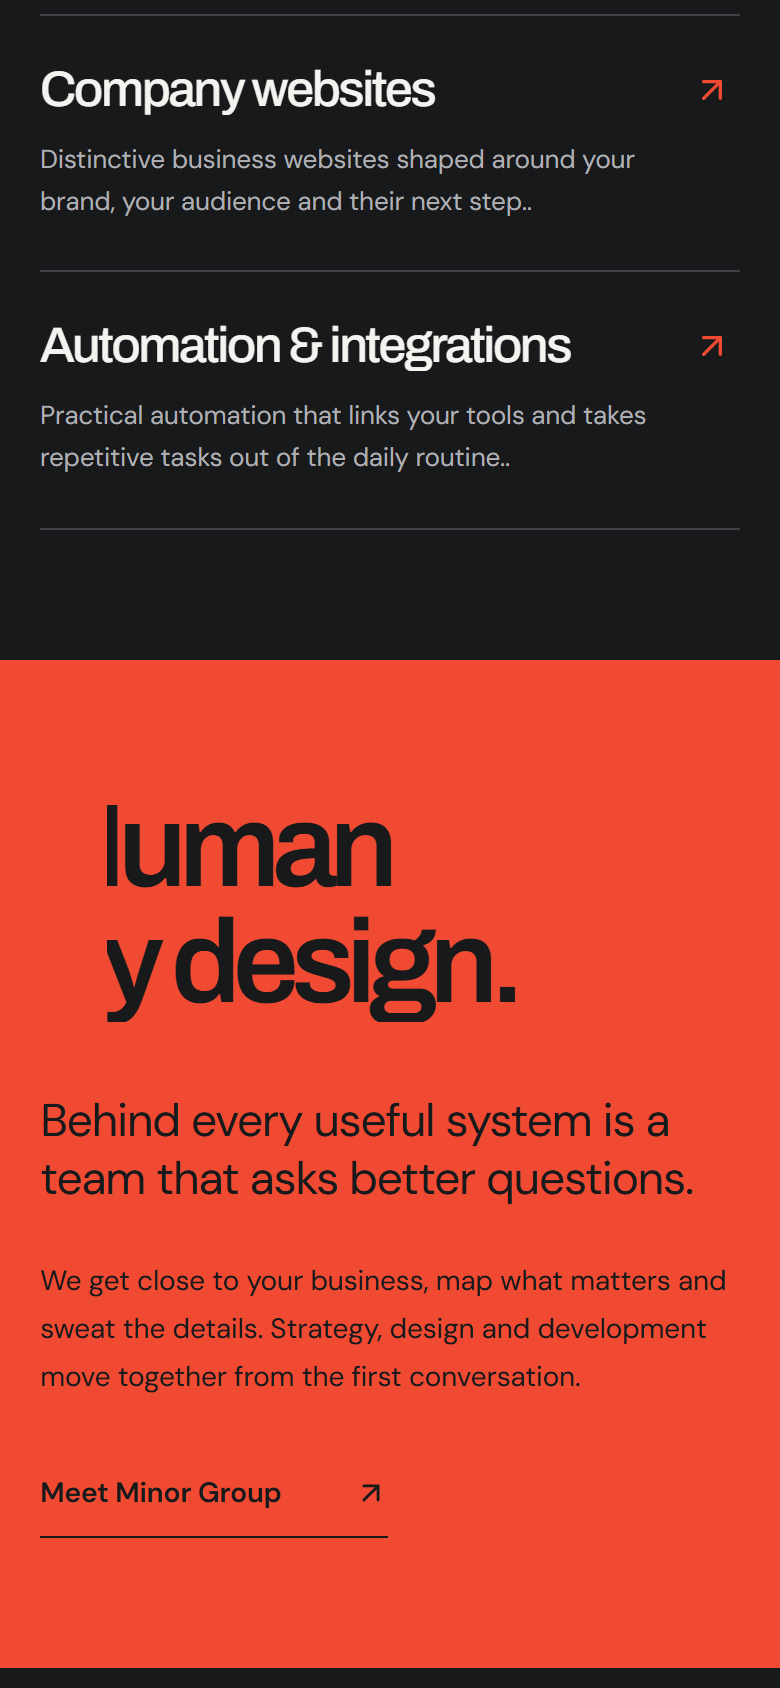 Company websites
Distinctive business websites shaped around your
brand, your audience and their next step..
Automation & integrations
Practical automation that links your tools and takes
repetitive tasks out of the daily routine..
uman
y design.
Behind every useful system is a
team that asks better questions.
We get close to your business, map what matters and
sweat the details. Strategy, design and development
move together from the first conversation.
Meet Minor Group